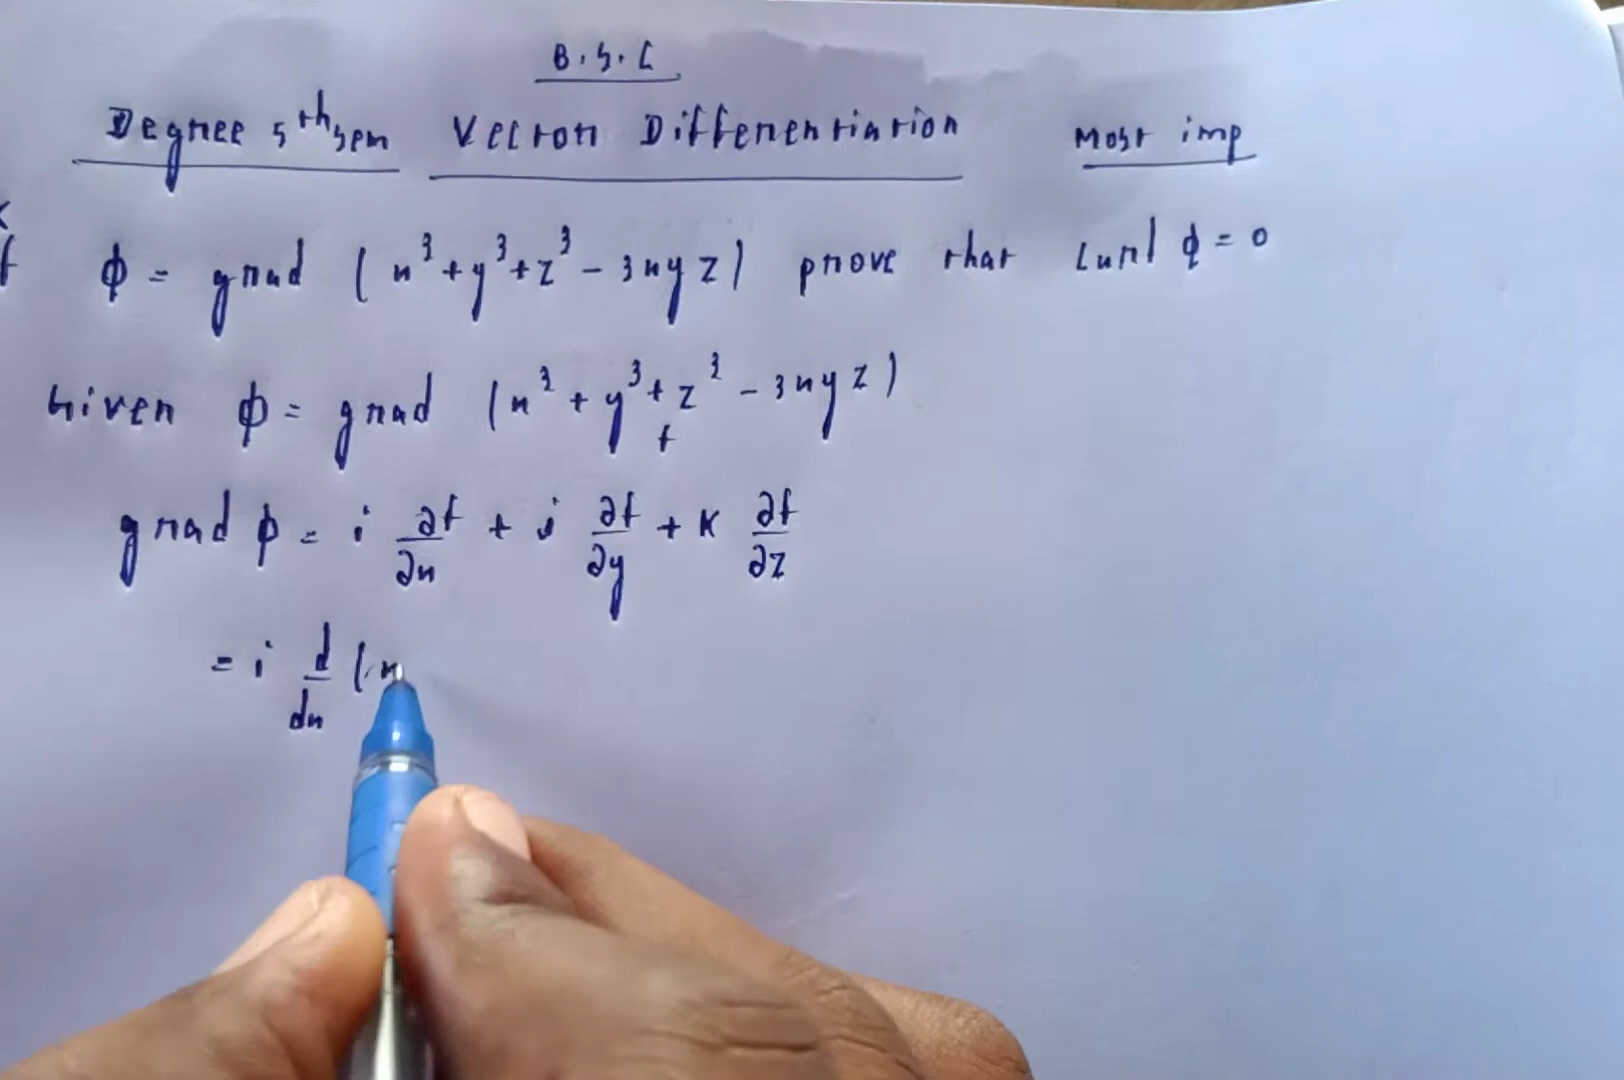 B.S.C
Degree 5th sem Vector Differentiation Most imp
If ϕ = grad (x³+y³+z³-3xyz) prove that Curl ϕ = 0
Given ϕ = grad (x³+y³+z³-3xyz)
f
grad ϕ = i ∂f/∂x + j ∂f/∂y + k ∂f/∂z
= i d/dx (x